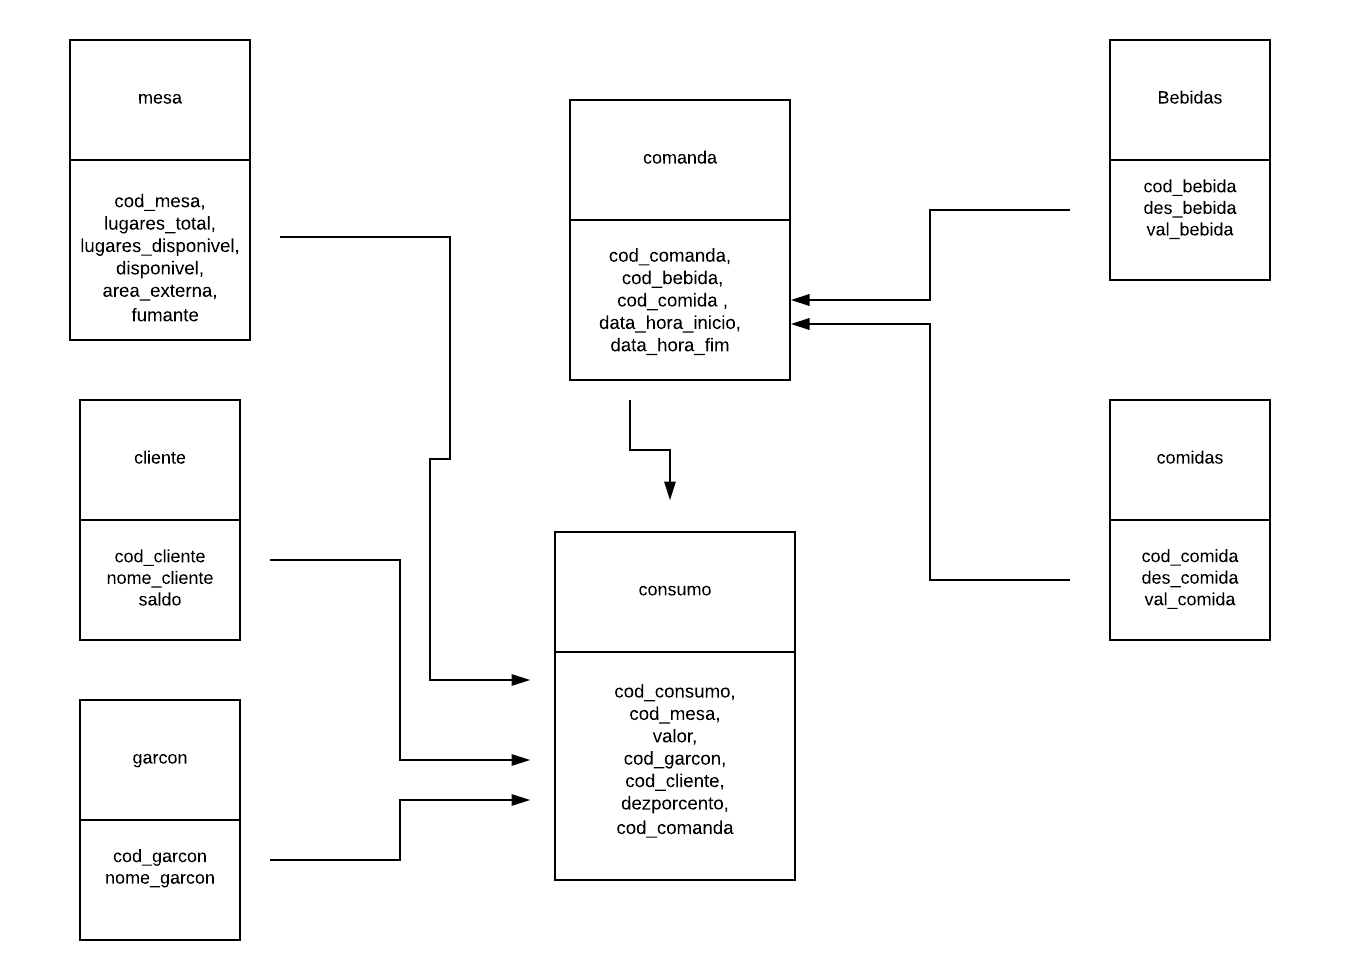 mesa
cod_mesa,
lugares_total,
lugares_disponivel,
disponivel,
area_externa,
fumante
comanda
cod_comanda,
cod_bebida,
cod_comida ,
data_hora_inicio,
data_hora_fim
Bebidas
cod_bebida
des_bebida
val_bebida
cliente
cod_cliente
nome_cliente
saldo
comidas
cod_comida
des_comida
val_comida
consumo
cod_consumo,
cod_mesa,
valor,
cod_garcon,
cod_cliente,
dezporcento,
cod_comanda
garcon
cod_garcon
nome_garcon